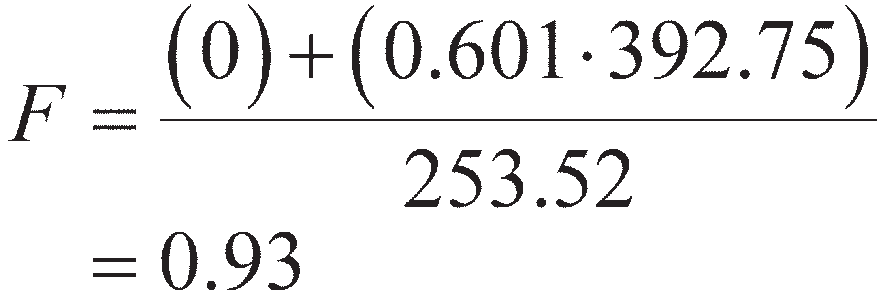 F = (0)+(0.601·392.75)
253.52
= 0.93